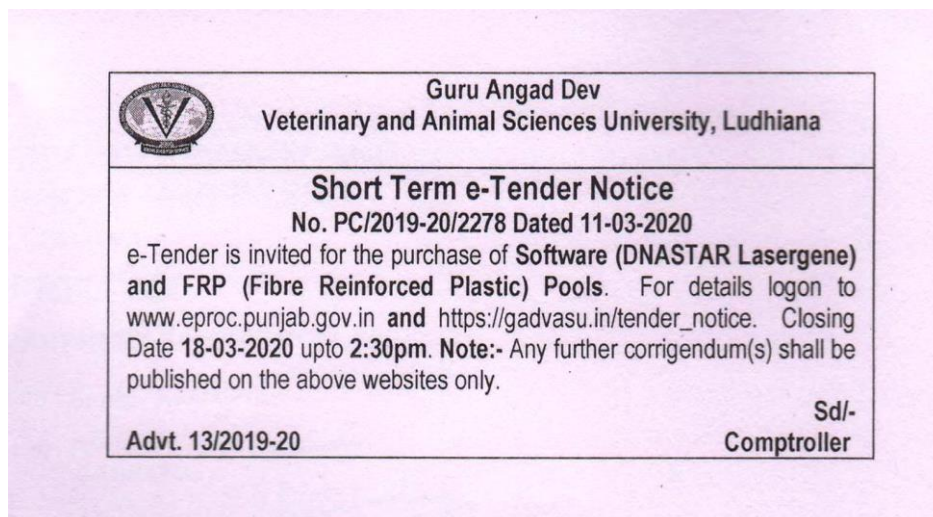 Guru Angad Dev
Veterinary and Animal Sciences University, Ludhiana
Short Term e-Tender Notice
No. PC/2019-20/2278 Dated 11-03-2020
e-Tender is invited for the purchase of Software (DNASTAR Lasergene)
and FRP (Fibre Reinforced Plastic) Pools. For details logon to
www.eproc.punjab.gov.in and https://gadvasu.in/tender_notice. Closing
Date 18-03-2020 upto 2:30pm. Note:- Any further corrigendum(s) shall be
published on the above websites only.
Sd/-
Advt. 13/2019-20 Comptroller